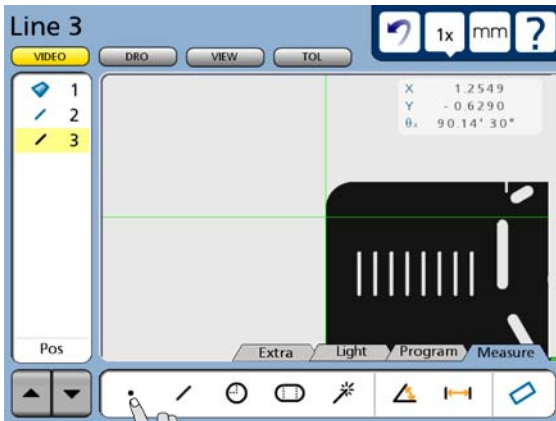 Line 3
1x mm ?
VIDEO DRO VIEW TOL
1
2
3
X 1.2549
Y - 0.6290
θx 90.14' 30"
Pos
Extra Light Program Measure